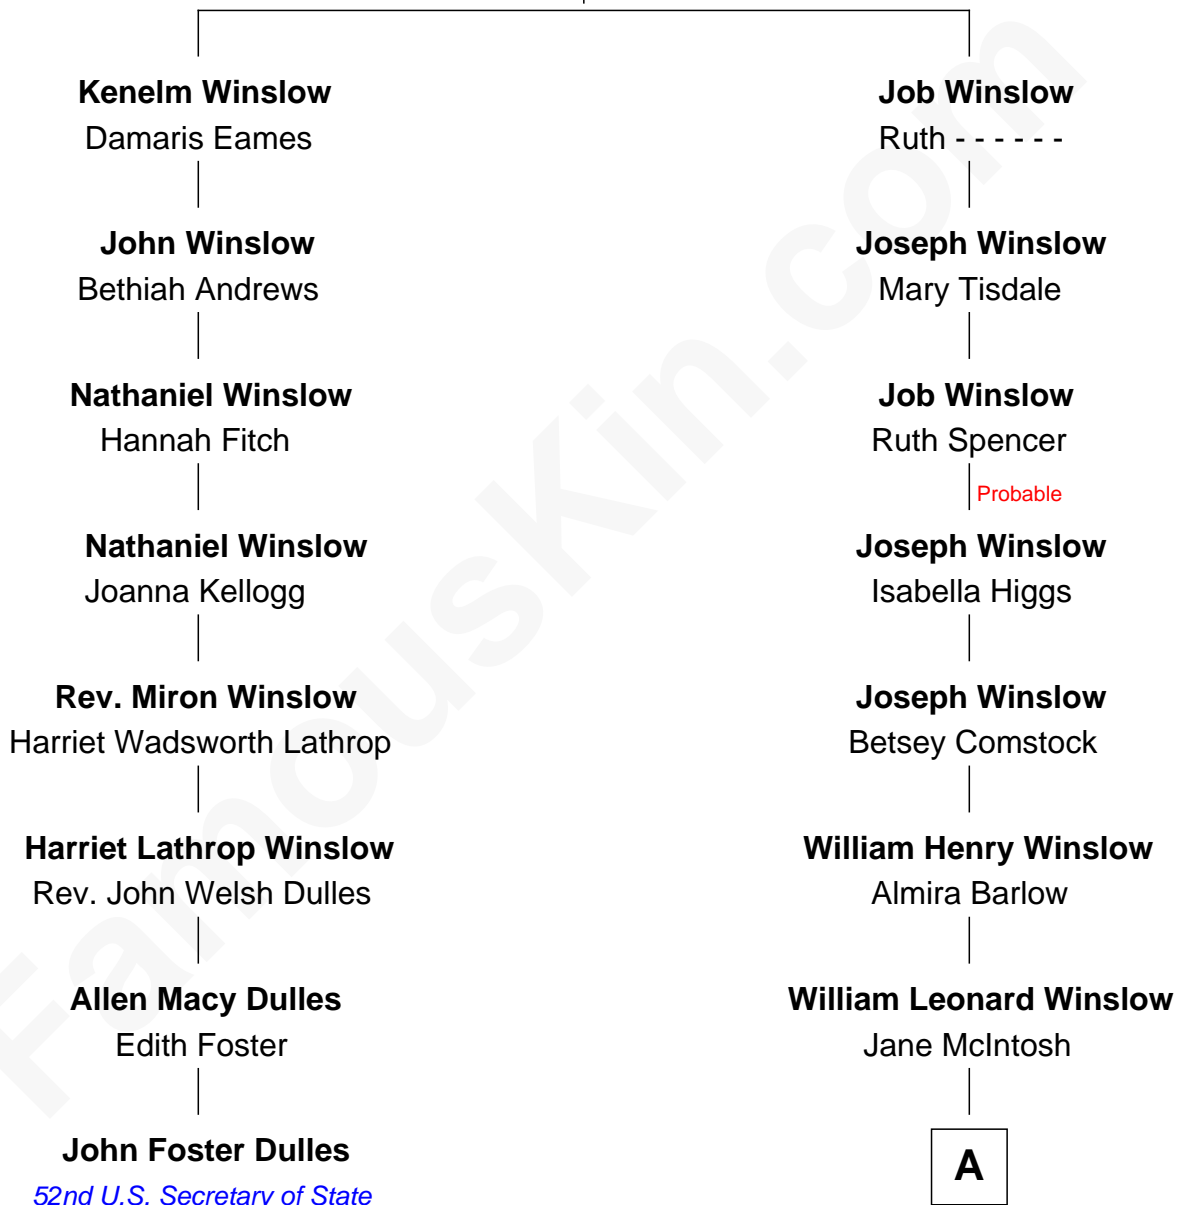 Kenelm Winslow
Damaris Eames
John Winslow
Bethiah Andrews
Nathaniel Winslow
Hannah Fitch
Nathaniel Winslow
Joanna Kellogg
Rev. Miron Winslow
Harriet Wadsworth Lathrop
Harriet Lathrop Winslow
Rev. John Welsh Dulles
Allen Macy Dulles
Edith Foster
John Foster Dulles
52nd U.S. Secretary of State
Job Winslow
Ruth - - - - - -
Joseph Winslow
Mary Tisdale
Job Winslow
Ruth Spencer
Probable
Joseph Winslow
Isabella Higgs
Joseph Winslow
Betsey Comstock
William Henry Winslow
Almira Barlow
William Leonard Winslow
Jane McIntosh
A
FamousKin.com